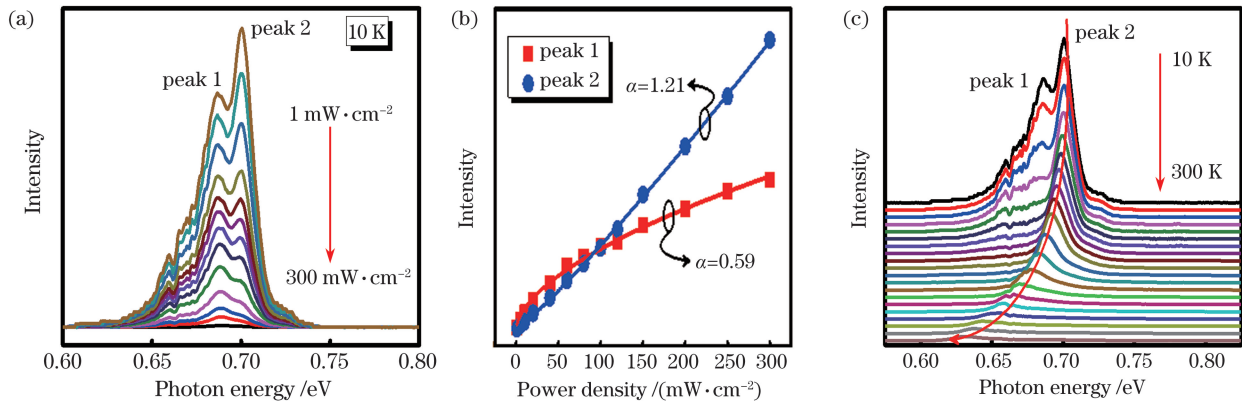 (a)
peak 2
10 K
peak 1
1 mW·cm⁻²
300 mW·cm⁻²
Intensity
0.60 0.65 0.70 0.75 0.80
Photon energy /eV
(b)
peak 1
peak 2
α=1.21
α=0.59
Intensity
0 50 100 150 200 250 300
Power density /(mW·cm⁻²)
(c)
peak 2
peak 1
10 K
300 K
Intensity
0.60 0.65 0.70 0.75 0.80
Photon energy /eV